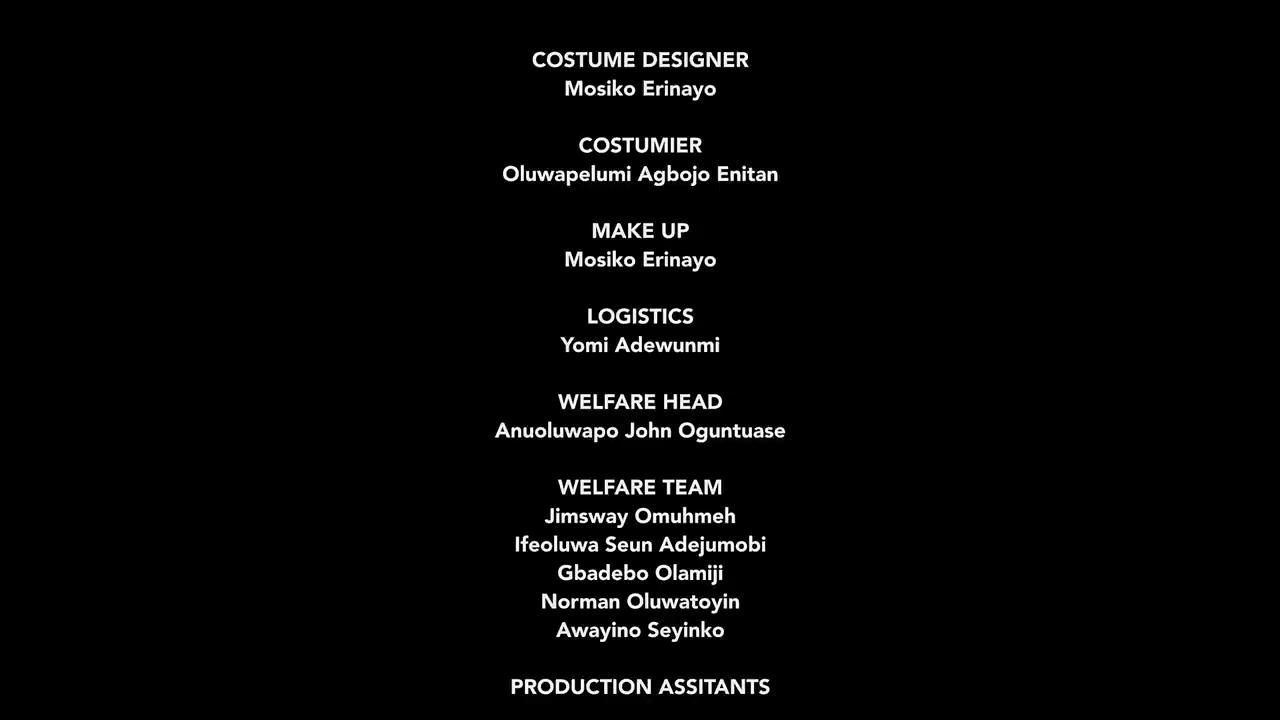 COSTUME DESIGNER
Mosiko Erinayo
COSTUMIER
Oluwapelumi Agbojo Enitan
MAKE UP
Mosiko Erinayo
LOGISTICS
Yomi Adewunmi
WELFARE HEAD
Anuoluwapo John Oguntuase
WELFARE TEAM
Jimsway Omuhmeh
Ifeoluwa Seun Adejumobi
Gbadebo Olamiji
Norman Oluwatoyin
Awayino Seyinko
PRODUCTION ASSITANTS